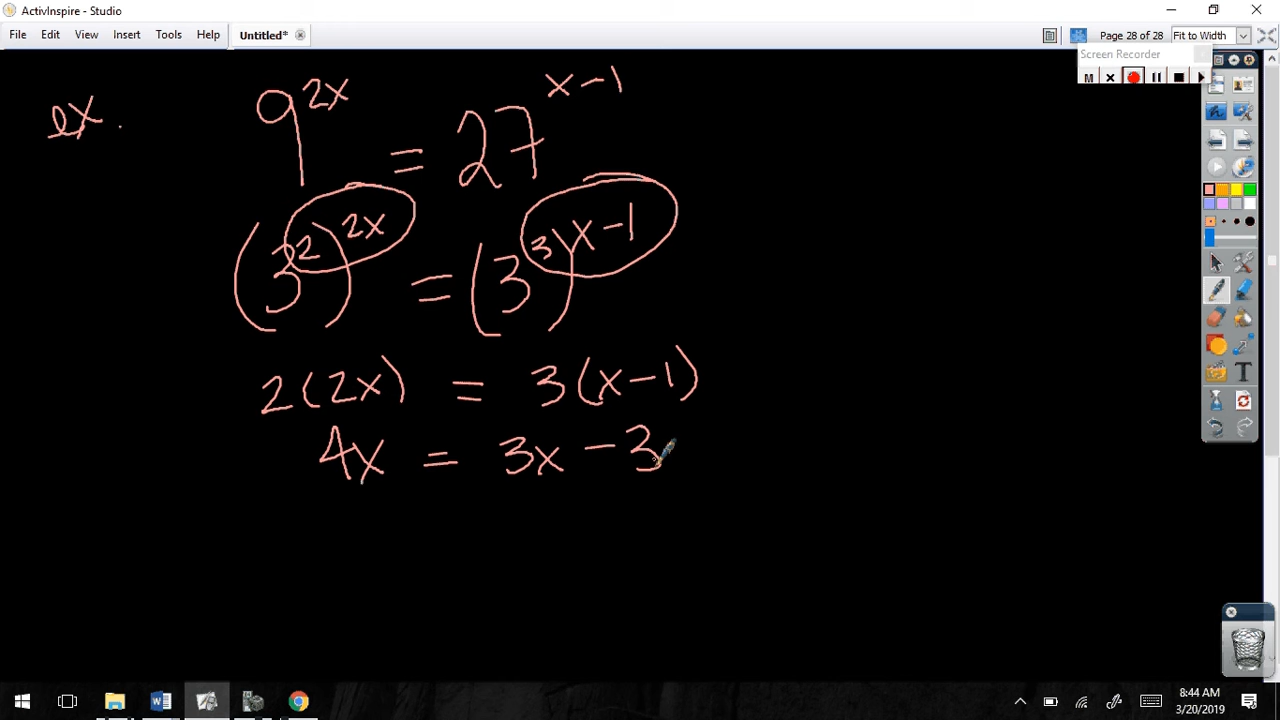 ActivInspire - Studio
File Edit View Insert Tools Help Untitled* Page 28 of 28 Fit to Width
Screen Recorder
M
ex. 9^{2x} = 27^{x-1}
(3^2)^{2x} = (3^3)^{x-1}
2(2x) = 3(x-1)
4x = 3x - 3
T
8:44 AM
3/20/2019